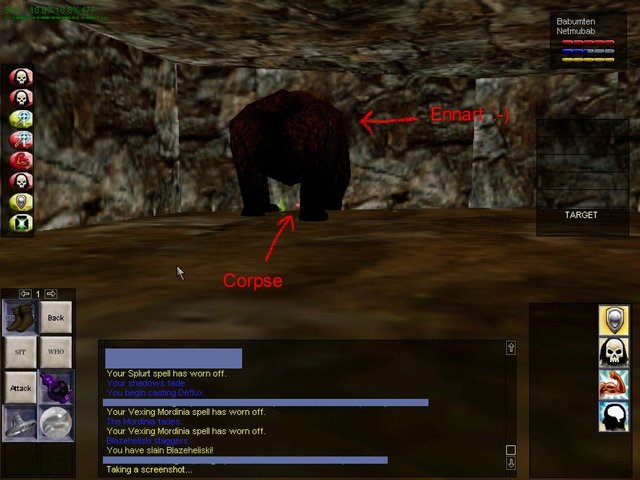 Babumten
Netmubab
Ennart :-)
TARGET
Corpse
1
Back
SIT
WHO
Attack
Your Splurt spell has worn off.
Your shadows fade.
You begin casting Deflux.
Your Vexing Mordinia spell has worn off.
The Mordinia fades.
Your Vexing Mordinia spell has worn off.
Blazeheliski staggers.
You have slain Blazeheliski!
Taking a screenshot...